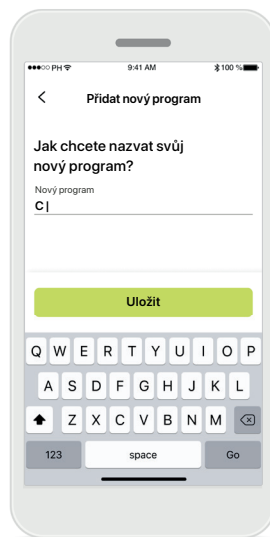 PH 9:41 AM 100 %
Přidat nový program
Jak chcete nazvat svůj
nový program?
Nový program
C|
Uložit
Q W E R T Y U I O P
A S D F G H J K L
Z X C V B N M
123 space Go